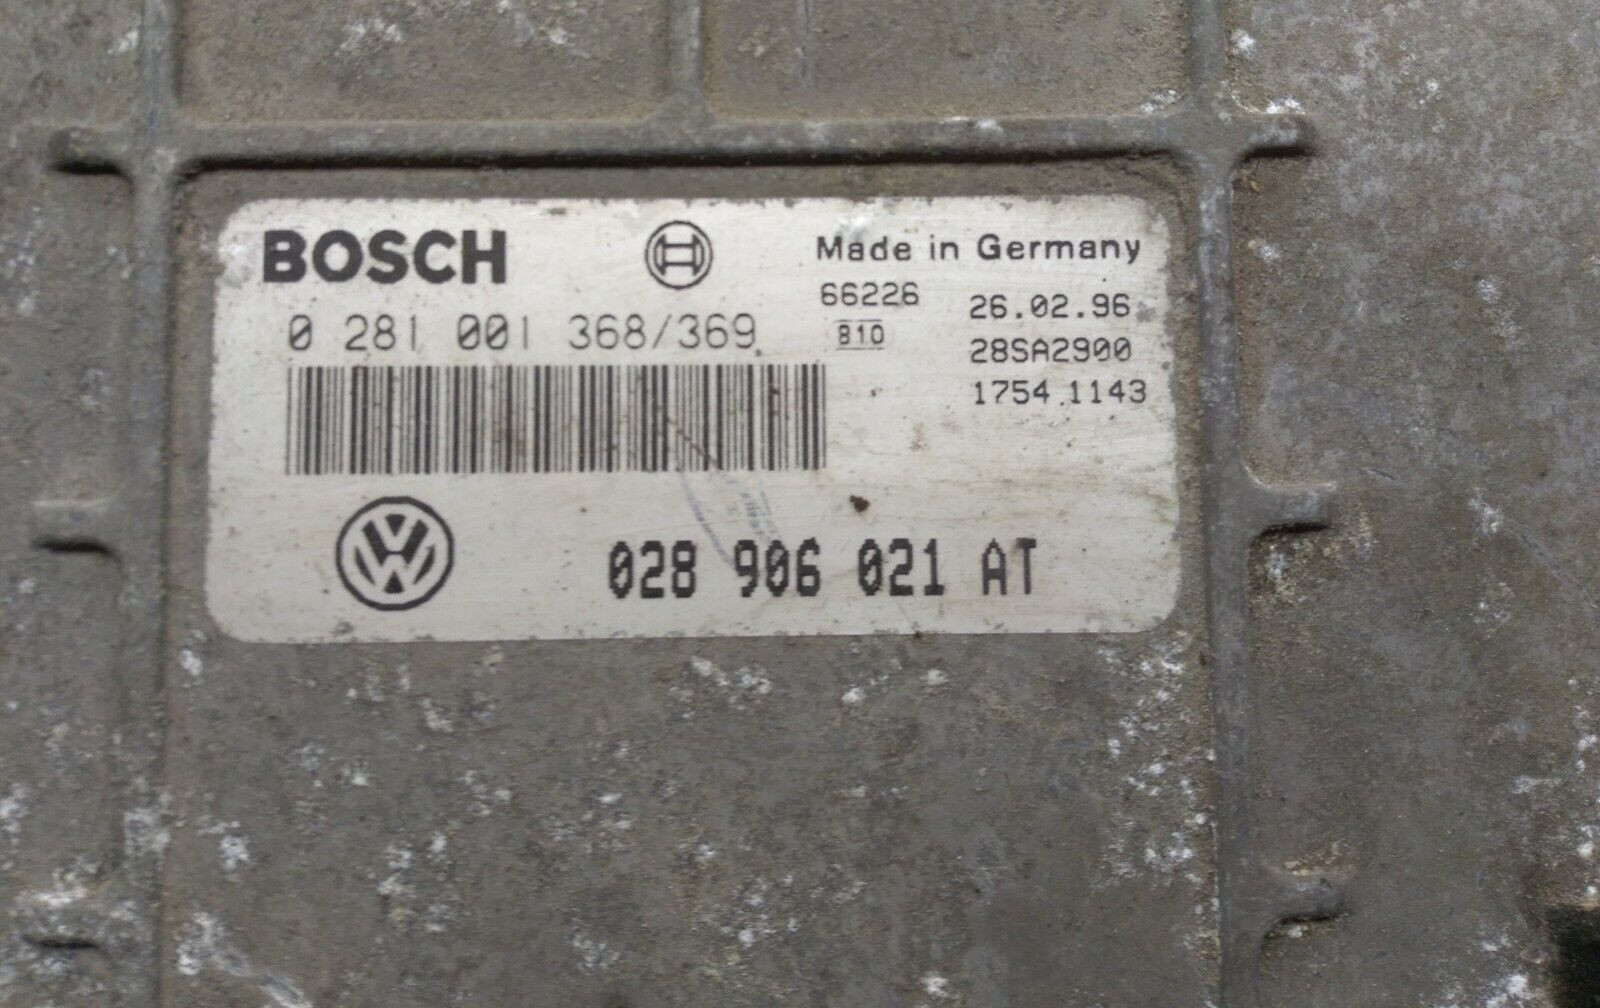 BOSCH
Made in Germany
66226 26.02.96
0 281 001 368/369
810 28SA2900
1754 1143
028 906 021 AT